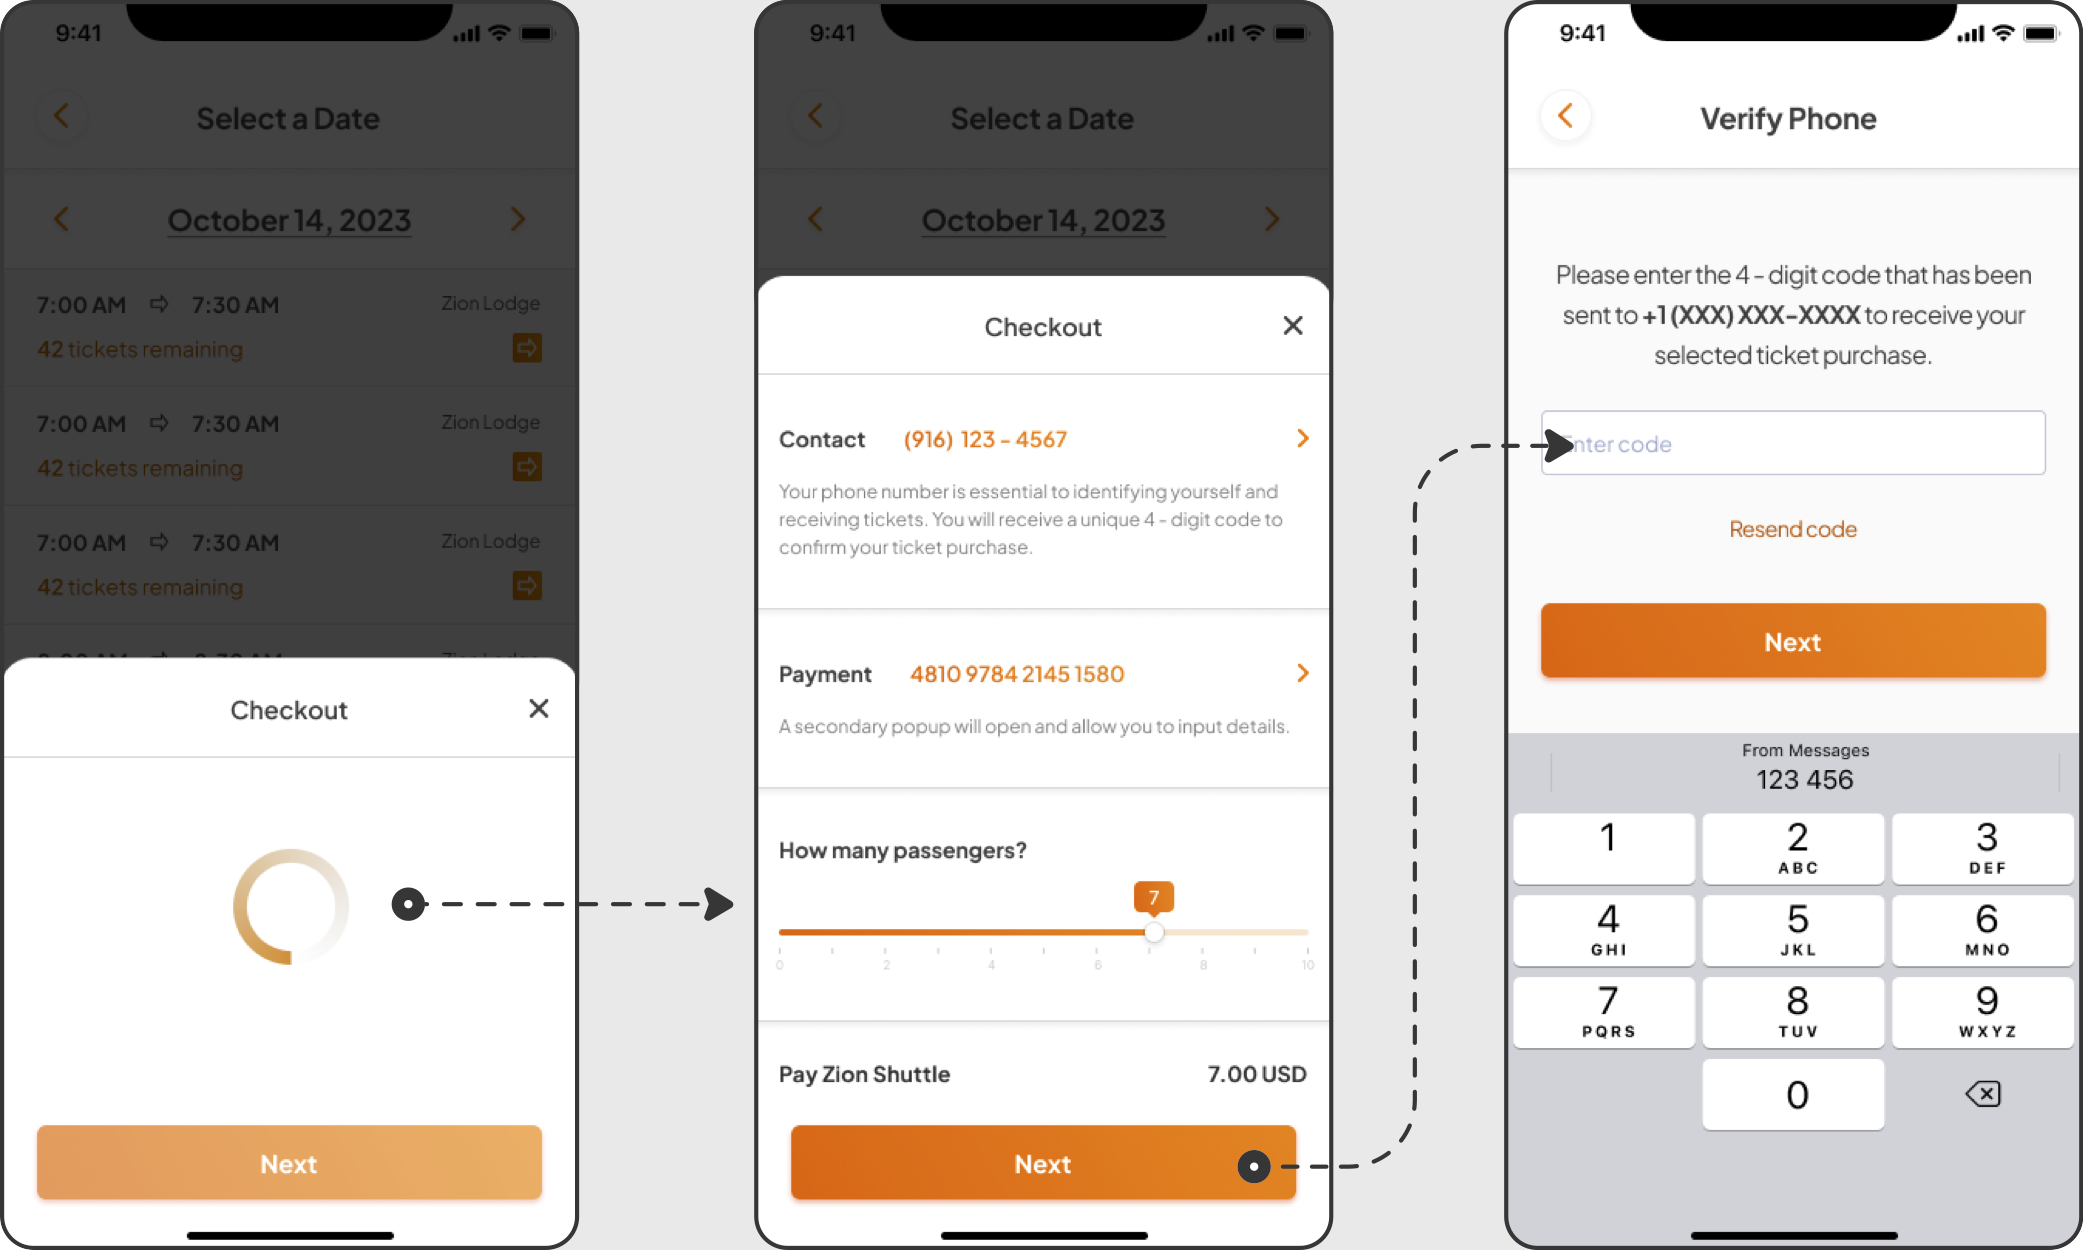 9:41
Select a Date
October 14, 2023
7:00 AM 7:30 AM Zion Lodge
42 tickets remaining
7:00 AM 7:30 AM Zion Lodge
42 tickets remaining
7:00 AM 7:30 AM Zion Lodge
42 tickets remaining
Checkout
Next
9:41
Select a Date
October 14, 2023
Checkout
Contact (916) 123 - 4567
Your phone number is essential to identifying yourself and
receiving tickets. You will receive a unique 4 - digit code to
confirm your ticket purchase.
Payment 4810 9784 2145 1580
A secondary popup will open and allow you to input details.
How many passengers?
7
0 2 4 6 8 10
Pay Zion Shuttle 7.00 USD
Next
9:41
Verify Phone
Please enter the 4 - digit code that has been
sent to +1 (XXX) XXX-XXXX to receive your
selected ticket purchase.
Enter code
Resend code
Next
From Messages
123 456
1 2 3
ABC DEF
4 5 6
GHI JKL MNO
7 8 9
PQRS TUV WXYZ
0